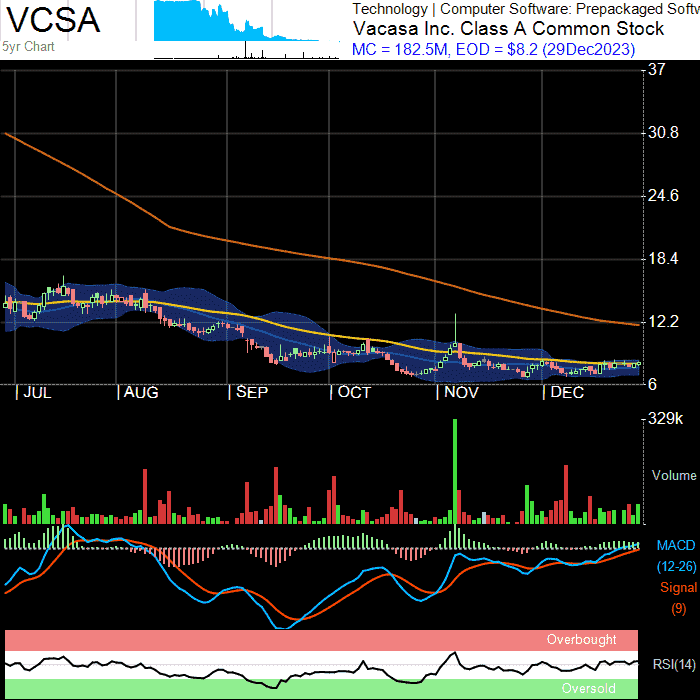 VCSA
5yr Chart
Technology | Computer Software: Prepackaged Softw
Vacasa Inc. Class A Common Stock
MC = 182.5M, EOD = $8.2 (29Dec2023)
37
30.8
24.6
18.4
12.2
6
JUL AUG SEP OCT NOV DEC
329k
Volume
MACD
(12-26)
Signal
(9)
Overbought
RSI(14)
Oversold